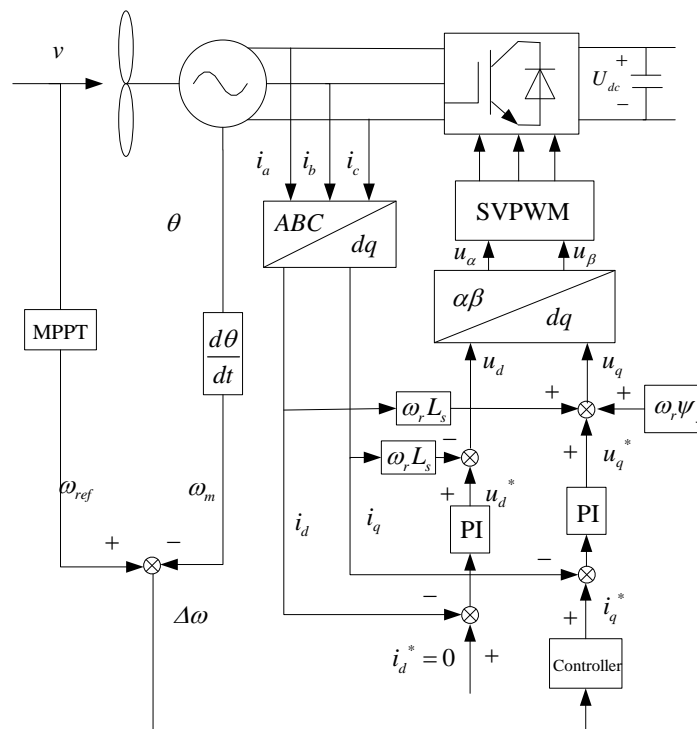 v
+
U_dc
−
i_a i_b i_c
θ
ABC
dq
SVPWM
u_α u_β
αβ
dq
MPPT
dθ
dt
u_d u_q
ω_r L_s + + ω_r ψ
ω_r L_s − +
ω_ref ω_m + u_d^* u_q^*
i_d i_q PI PI
+ − −
Δω − + i_q^*
i_d^* = 0 + Controller